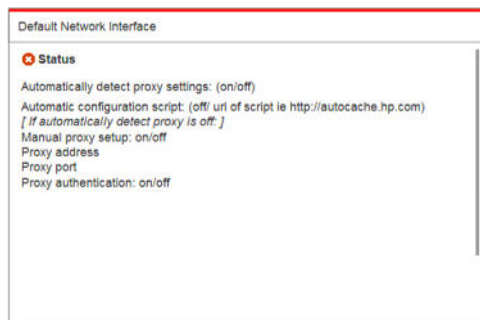 Default Network Interface
Status
Automatically detect proxy settings: (on/off)
Automatic configuration script: (off/ url of script ie http://autocache.hp.com)
[ If automatically detect proxy is off: ]
Manual proxy setup: on/off
Proxy address
Proxy port
Proxy authentication: on/off